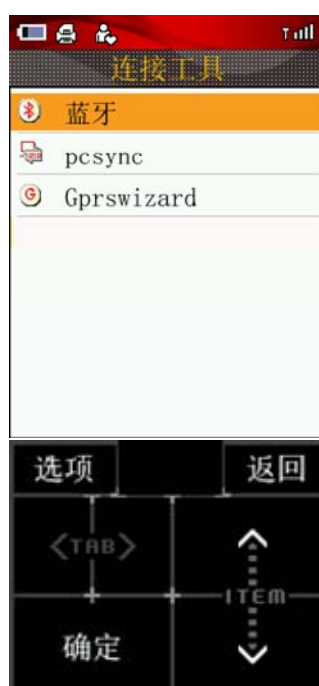 连接工具
蓝牙
pcsync
Gprswizard
选项 返回
<TAB>
ITEM
确定